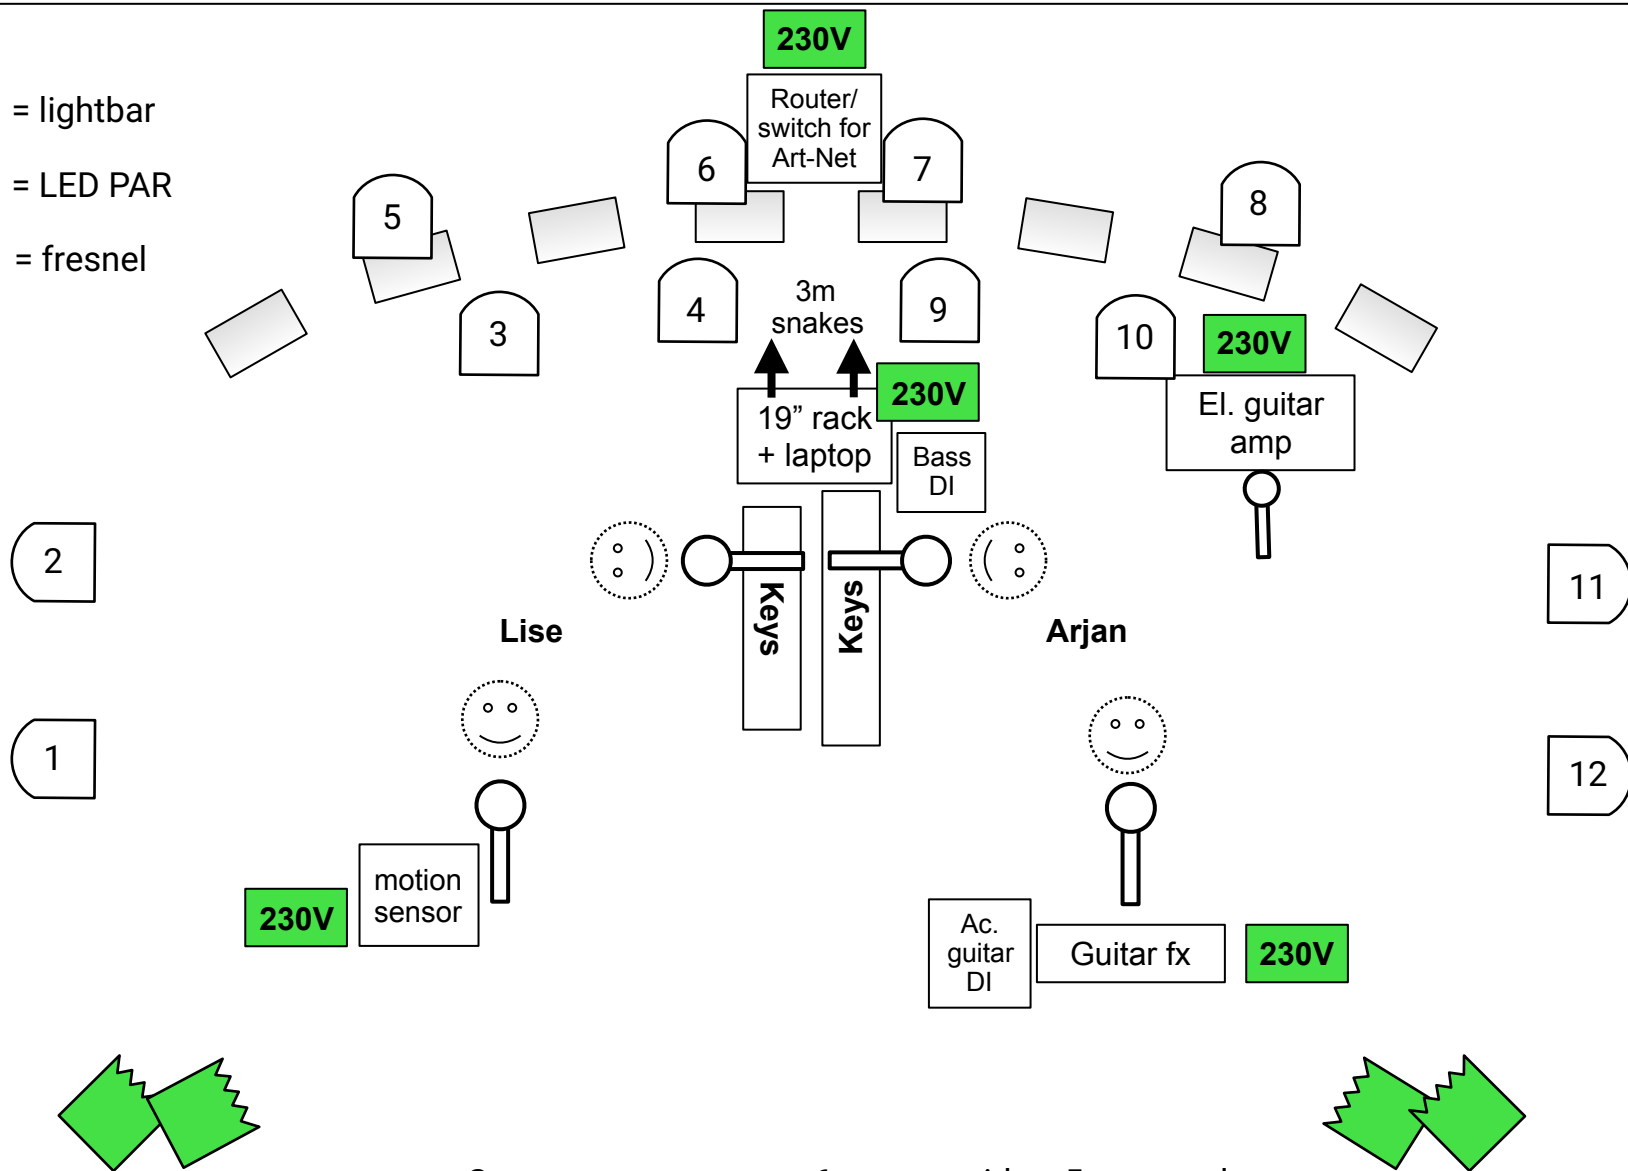 230V
= lightbar
Router/
switch for
Art-Net
6
7
= LED PAR
5
8
= fresnel
3m
snakes
3
4
9
10
230V
230V
19” rack
+ laptop
El. guitar
amp
Bass
DI
2
11
Keys
Keys
Lise
Arjan
1
12
motion
sensor
230V
Ac.
guitar
DI
Guitar fx
230V